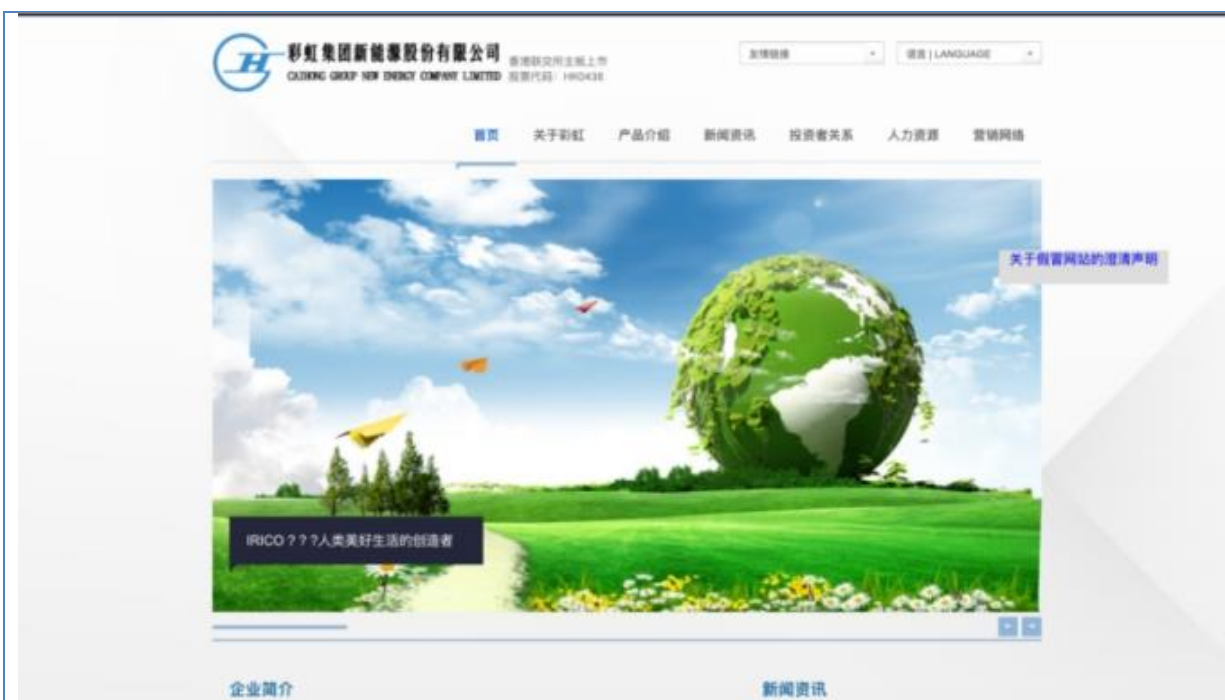 彩虹集团新能源股份有限公司
CAIHONG GROUP NEW ENERGY COMPANY LIMITED
香港联交所主板上市
股票代码：HK0438
友情链接
语言 | LANGUAGE
首页 关于彩虹 产品介绍 新闻资讯 投资者关系 人力资源 营销网络
关于假冒网站的澄清声明
IRICO？？?人类美好生活的创造者
企业简介
新闻资讯